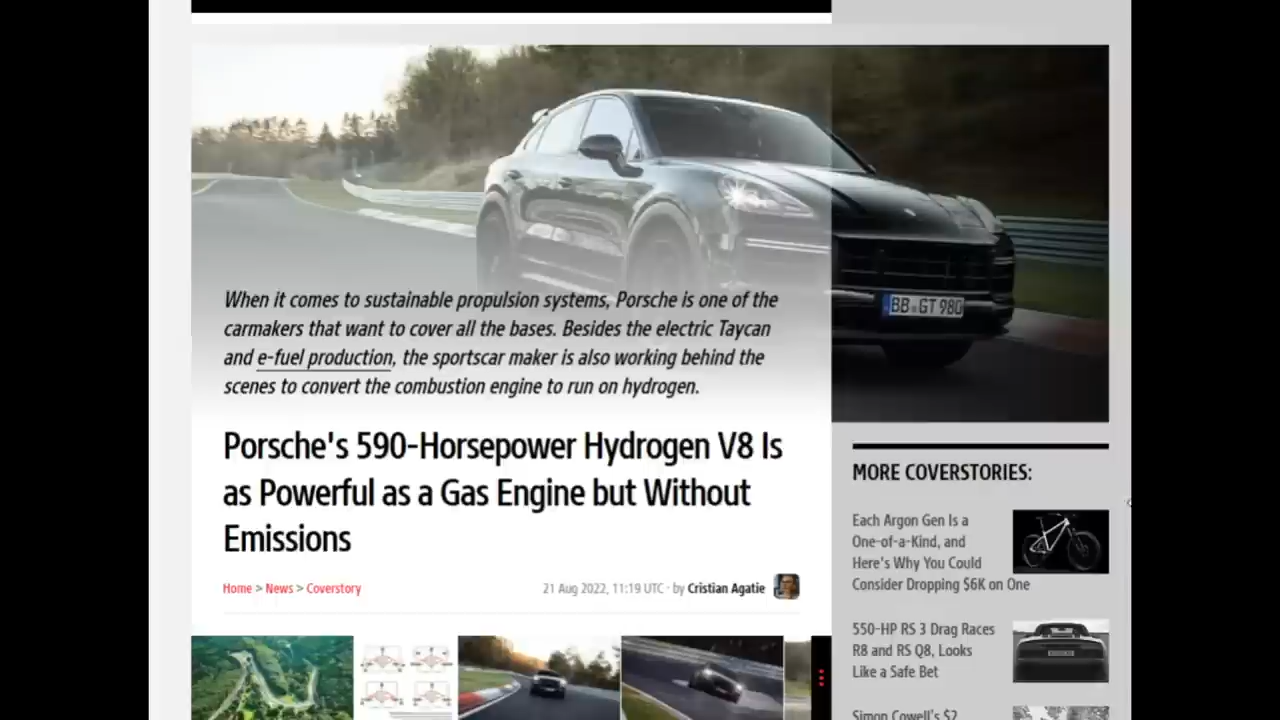 BB GT 980
When it comes to sustainable propulsion systems, Porsche is one of the
carmakers that want to cover all the bases. Besides the electric Taycan
and e-fuel production, the sportscar maker is also working behind the
scenes to convert the combustion engine to run on hydrogen.
Porsche's 590-Horsepower Hydrogen V8 Is
as Powerful as a Gas Engine but Without
Emissions
Home > News > Coverstory
21 Aug 2022, 11:19 UTC · by Cristian Agatie
MORE COVERSTORIES:
Each Argon Gen Is a
One-of-a-Kind, and
Here's Why You Could
Consider Dropping $6K on One
550-HP RS 3 Drag Races
R8 and RS Q8, Looks
Like a Safe Bet
Simon Cowell's $2